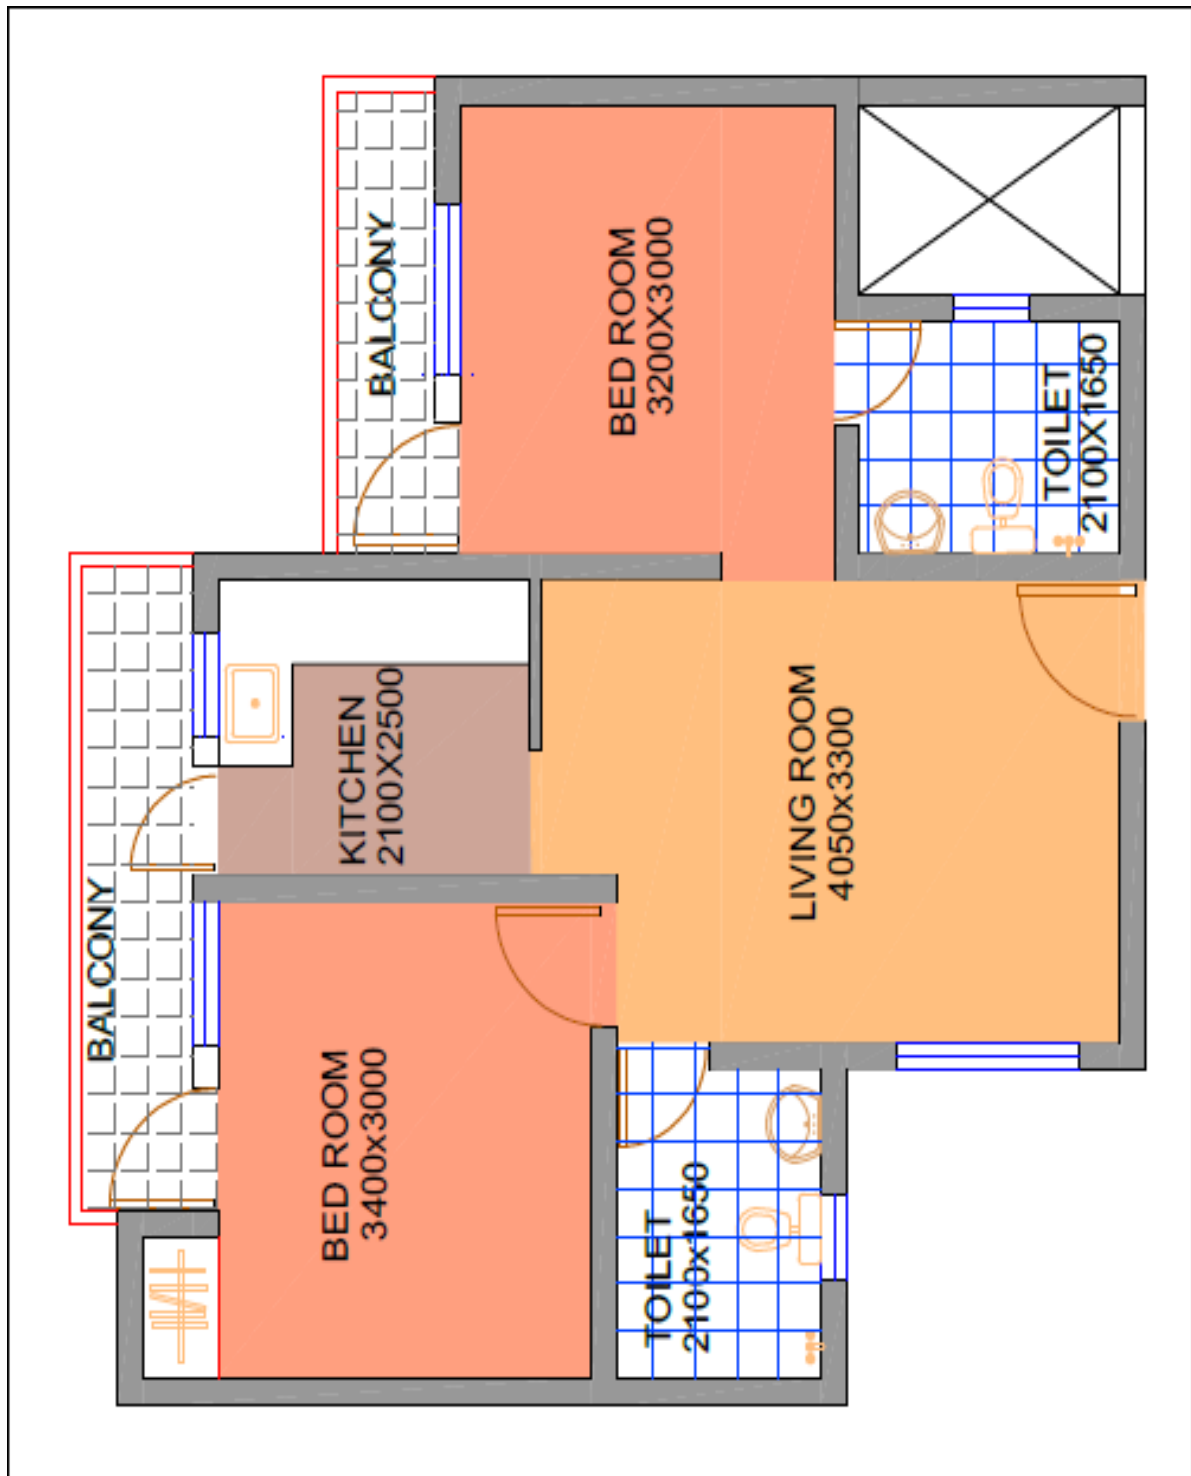 BALCONY
BED ROOM
3200X3000
TOILET
2100X1650
KITCHEN
2100X2500
LIVING ROOM
4050x3300
BALCONY
BED ROOM
3400x3000
TOILET
2100x1650